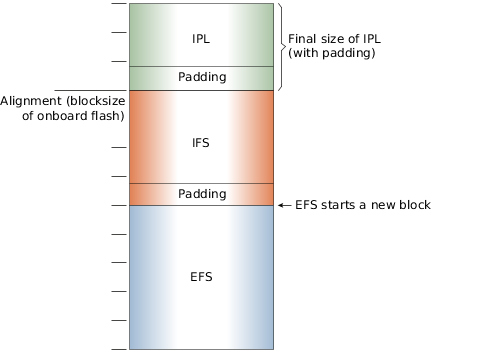 IPL
Final size of IPL
(with padding)
Padding
Alignment (blocksize
of onboard flash)
IFS
Padding
EFS starts a new block
EFS